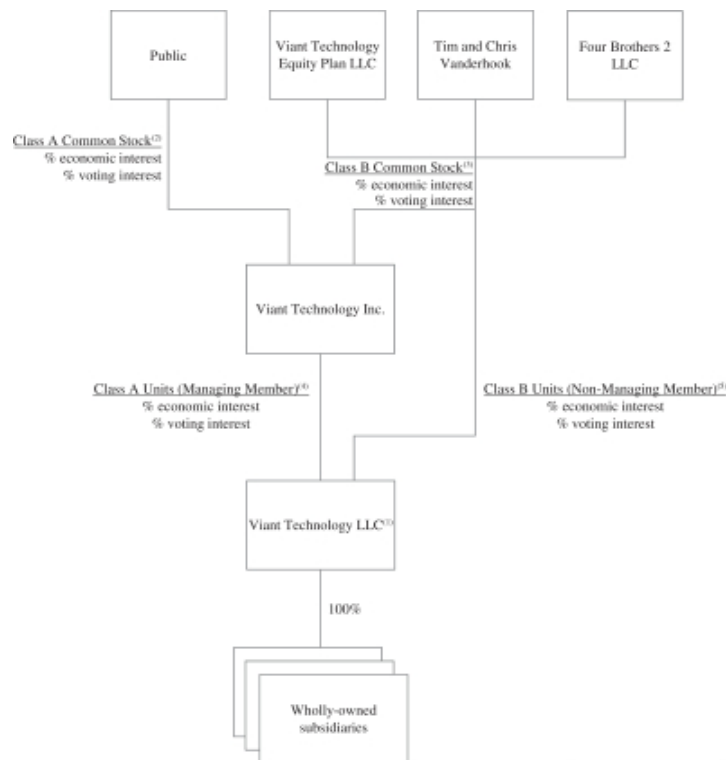 Public
Viant Technology
Equity Plan LLC
Tim and Chris
Vanderhook
Four Brothers 2
LLC
Class A Common Stock(2)
% economic interest
% voting interest
Class B Common Stock(3)
% economic interest
% voting interest
Viant Technology Inc.
Class A Units (Managing Member)(4)
% economic interest
% voting interest
Class B Units (Non-Managing Member)(5)
% economic interest
% voting interest
Viant Technology LLC(1)
100%
Wholly-owned
subsidiaries